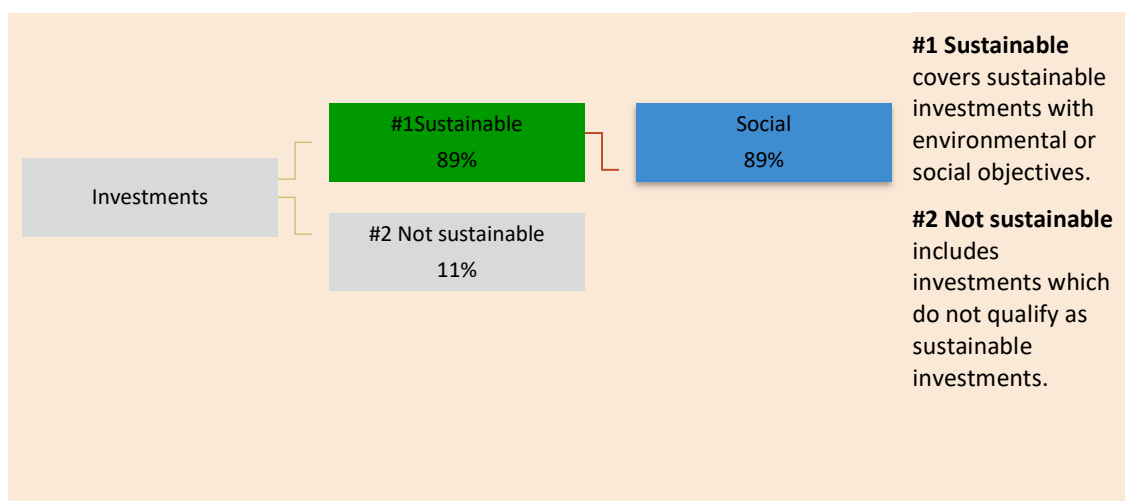 Investments
#1Sustainable
89%
Social
89%
#2 Not sustainable
11%
#1 Sustainable
covers sustainable
investments with
environmental or
social objectives.
#2 Not sustainable
includes
investments which
do not qualify as
sustainable
investments.